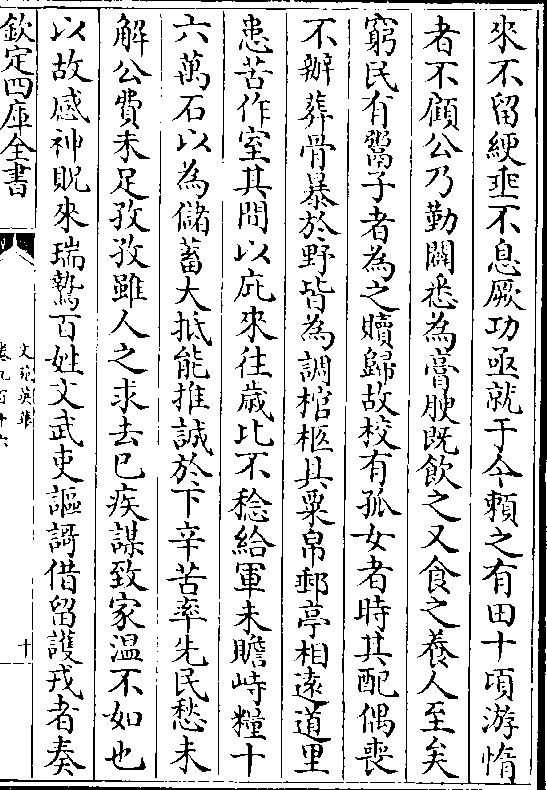 來不留綆垂不息厥功亟就于今賴之有田十項游惰
者不顧公乃勤闢悉為膏腴既飲之又食之養人至矣
窮民有鬻子者為之贖歸故校有孤女者時其配偶喪
不辦葬骨暴於野皆為調棺柩具粟帛郵亭相逺道里
患苦作室其間以庇來往歲比不稔給軍未贍峙糧十
六萬石以為儲蓄大抵能推誠於下辛苦率先民愁未
解公費未足孜孜雖人之求去已疾謀致家温不如也
以故感神貺來瑞鷙百姓文武吏謳謌借留護戎者奏
欽定四庫全書
文苑英華
卷九百十六
十